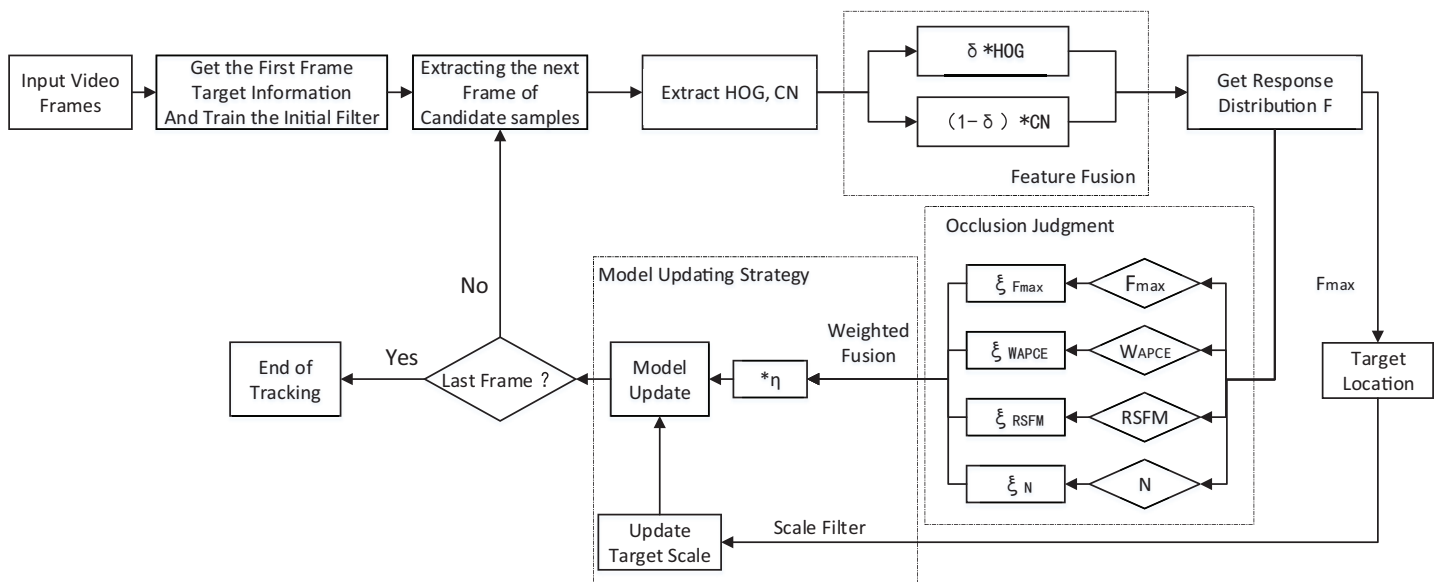 Input Video
Frames
Get the First Frame
Target Information
And Train the Initial Filter
Extracting the next
Frame of
Candidate samples
Extract HOG, CN
δ*HOG
(1-δ)*CN
Feature Fusion
Get Response
Distribution F
Fmax
Target
Location
Occlusion Judgment
ξ Fmax
Fmax
ξ WAPCE
WAPCE
ξ RSFM
RSFM
ξ N
N
Weighted
Fusion
Model Updating Strategy
*η
Model
Update
Scale Filter
Update
Target Scale
Last Frame ?
No
Yes
End of
Tracking